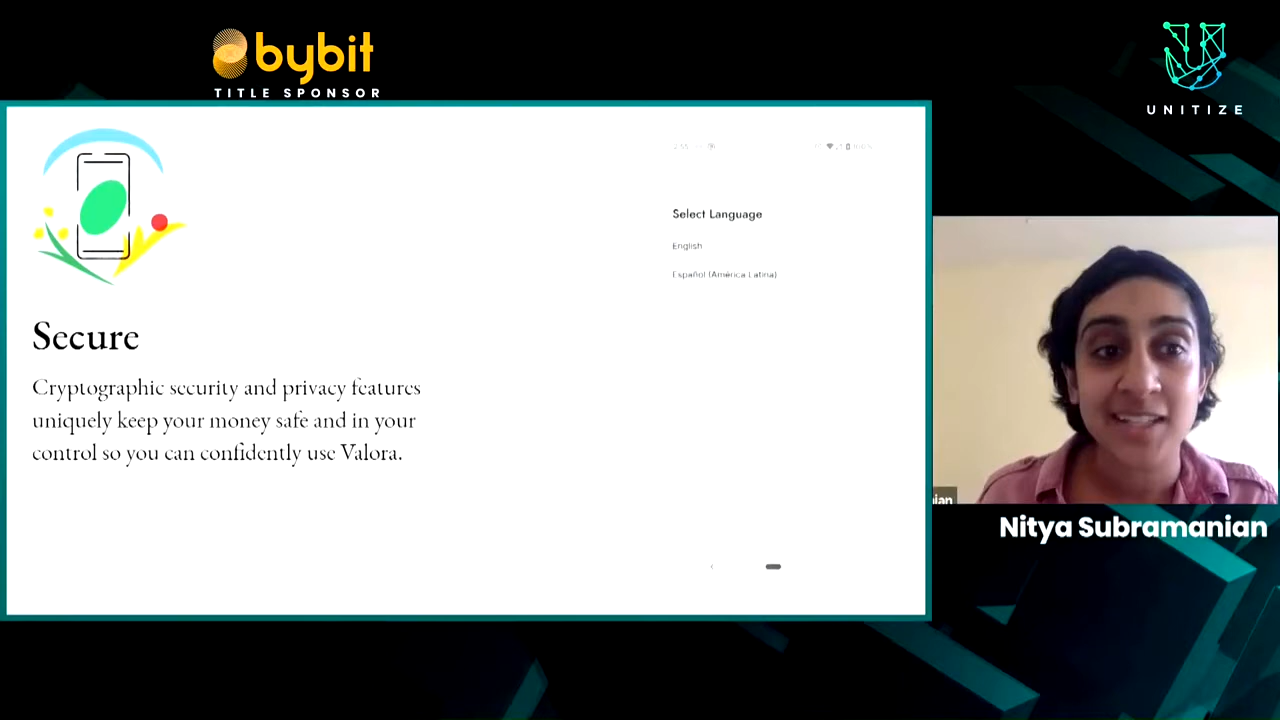 bybit
TITLE SPONSOR
UNITIZE
Select Language
English
Español (América Latina)
Secure
Cryptographic security and privacy features
uniquely keep your money safe and in your
control so you can confidently use Valora.
Nitya Subramanian